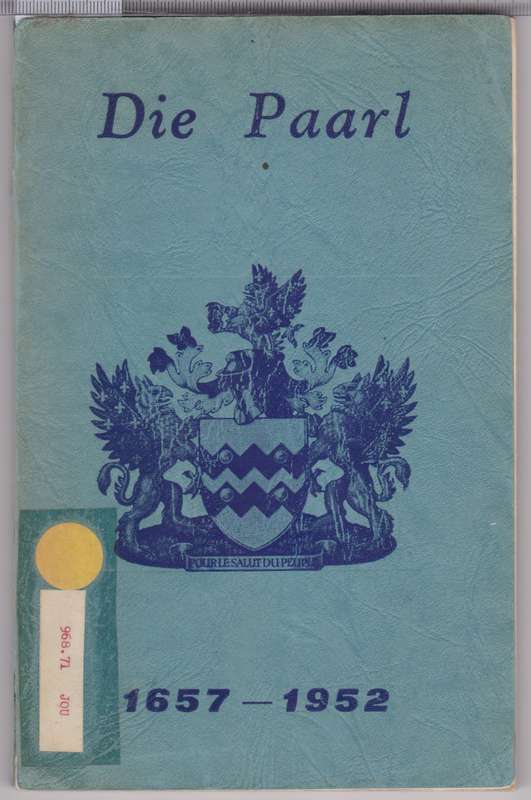 Die Paarl
POUR LE SALUT DU PEUPLE
968.71 JOU
1657 — 1952